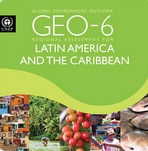 UNEP
GLOBAL ENVIRONMENT OUTLOOK
GEO-6
REGIONAL ASSESSMENT FOR
LATIN AMERICA
AND THE CARIBBEAN